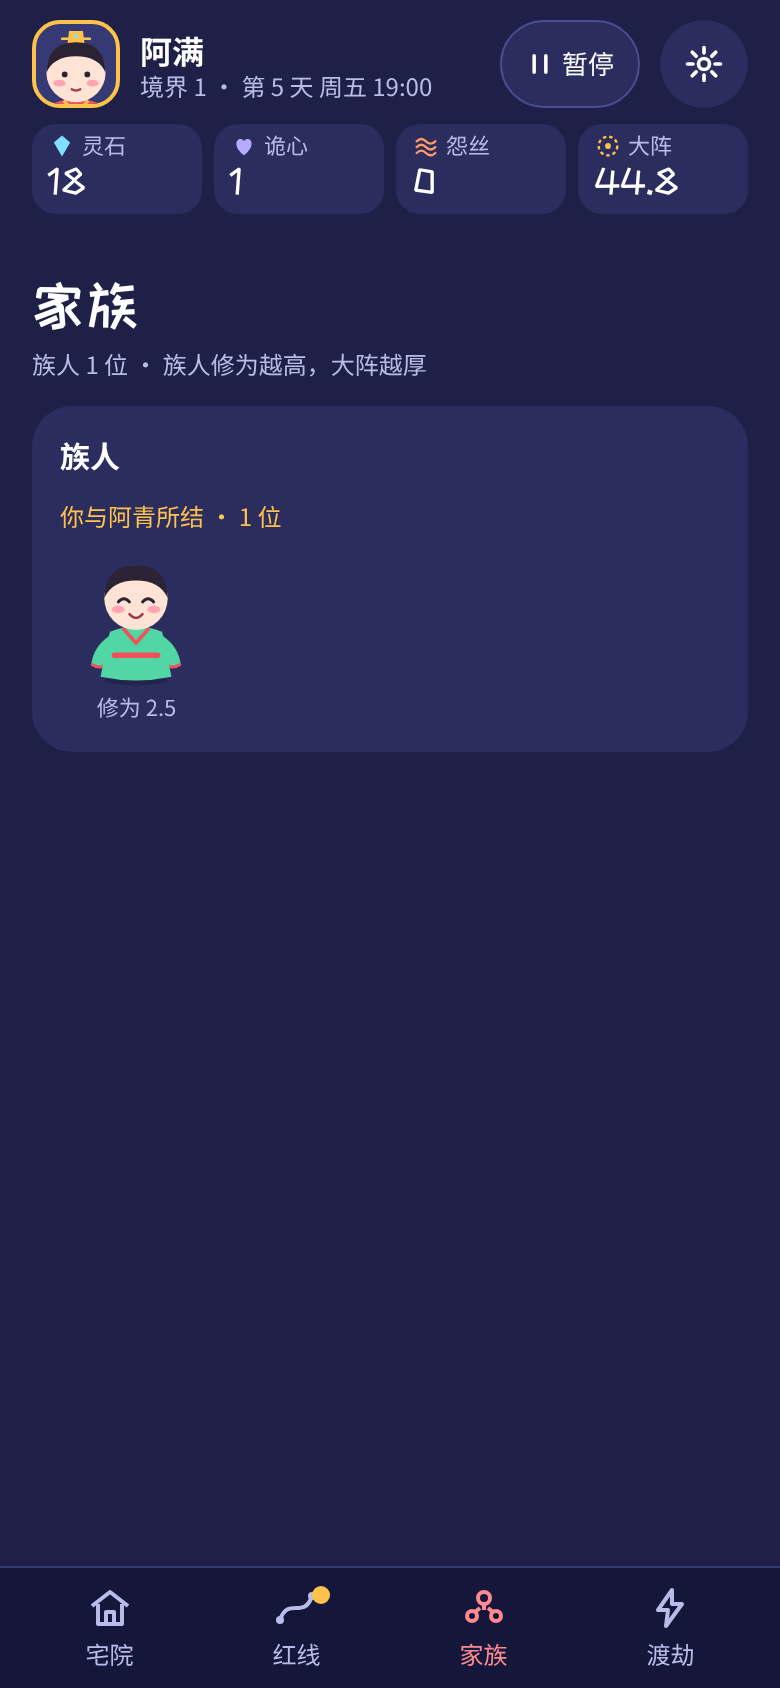 阿满
境界 1 · 第 5 天 周五 19:00
暂停
灵石
18
诡心
1
怨丝
0
大阵
44.8
家族
族人 1 位 · 族人修为越高，大阵越厚
族人
你与阿青所结 · 1 位
修为 2.5
宅院
红线
家族
渡劫